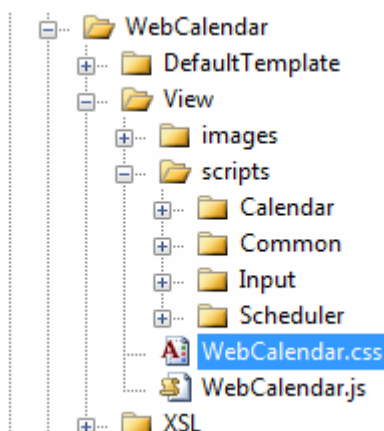 WebCalendar
DefaultTemplate
View
images
scripts
Calendar
Common
Input
Scheduler
WebCalendar.css
WebCalendar.js
XSL